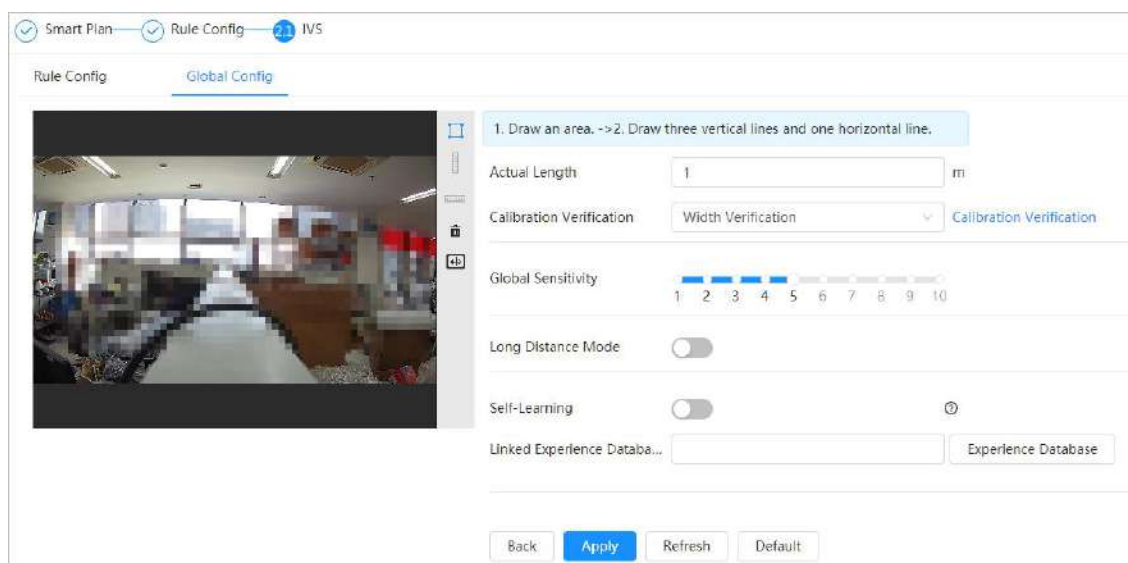 Smart Plan Rule Config 2.1 IVS
Rule Config Global Config
1. Draw an area. ->2. Draw three vertical lines and one horizontal line.
Actual Length 1 m
Calibration Verification Width Verification Calibration Verification
Global Sensitivity
1 2 3 4 5 6 7 8 9 10
Long Distance Mode
Self-Learning
Linked Experience Databa... Experience Database
Back Apply Refresh Default